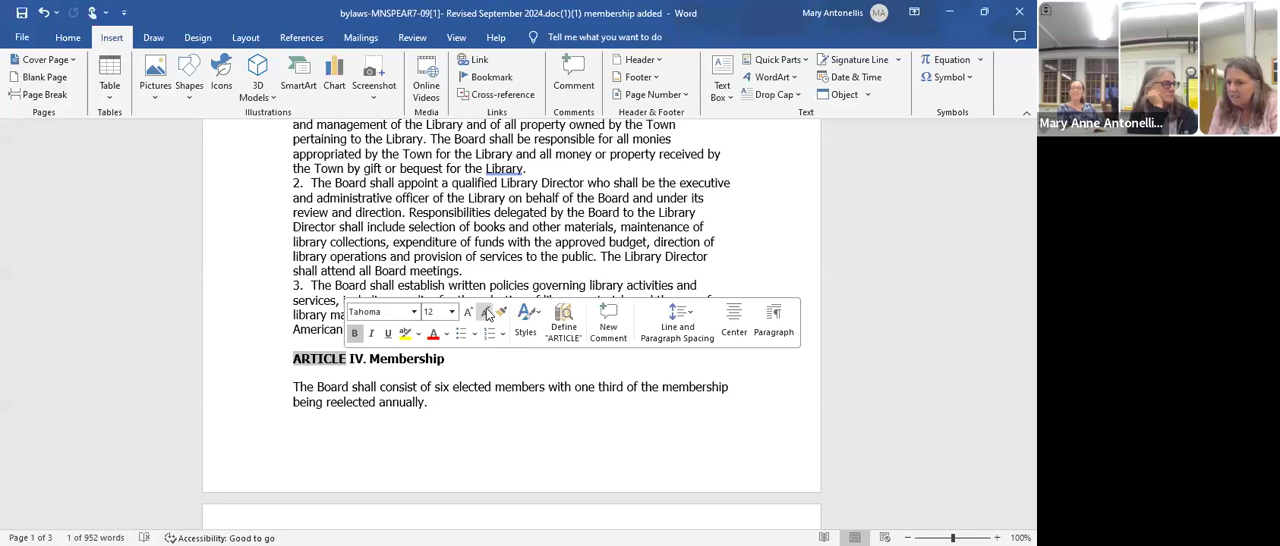 bylaws-MNSPEAR7-09[1]- Revised September 2024.doc(1)(1) membership added - Word
Mary Antonellis MA
File Home Insert Draw Design Layout References Mailings Review View Help Tell me what you want to do
Cover Page
Blank Page
Page Break
Pages
Table
Tables
Pictures Shapes Icons 3D Models SmartArt Chart Screenshot
Illustrations
Online Videos
Media
Link
Bookmark
Cross-reference
Links
Comment
Comments
Header
Footer
Page Number
Header & Footer
Text Box
Quick Parts
WordArt
Drop Cap
Signature Line
Date & Time
Object
Text
Equation
Symbol
Symbols
Mary Anne Antonelli...
and management of the Library and of all property owned by the Town
pertaining to the Library. The Board shall be responsible for all monies
appropriated by the Town for the Library and all money or property received by
the Town by gift or bequest for the Library.
2. The Board shall appoint a qualified Library Director who shall be the executive
and administrative officer of the Library on behalf of the Board and under its
review and direction. Responsibilities delegated by the Board to the Library
Director shall include selection of books and other materials, maintenance of
library collections, expenditure of funds with the approved budget, direction of
library operations and provision of services to the public. The Library Director
shall attend all Board meetings.
3. The Board shall establish written policies governing library activities and
services,
library
American
Tahoma 12
Styles
Define "ARTICLE"
New Comment
Line and Paragraph Spacing
Center
Paragraph
ARTICLE IV. Membership
The Board shall consist of six elected members with one third of the membership
being reelected annually.
Page 1 of 3 1 of 952 words Accessibility: Good to go 100%